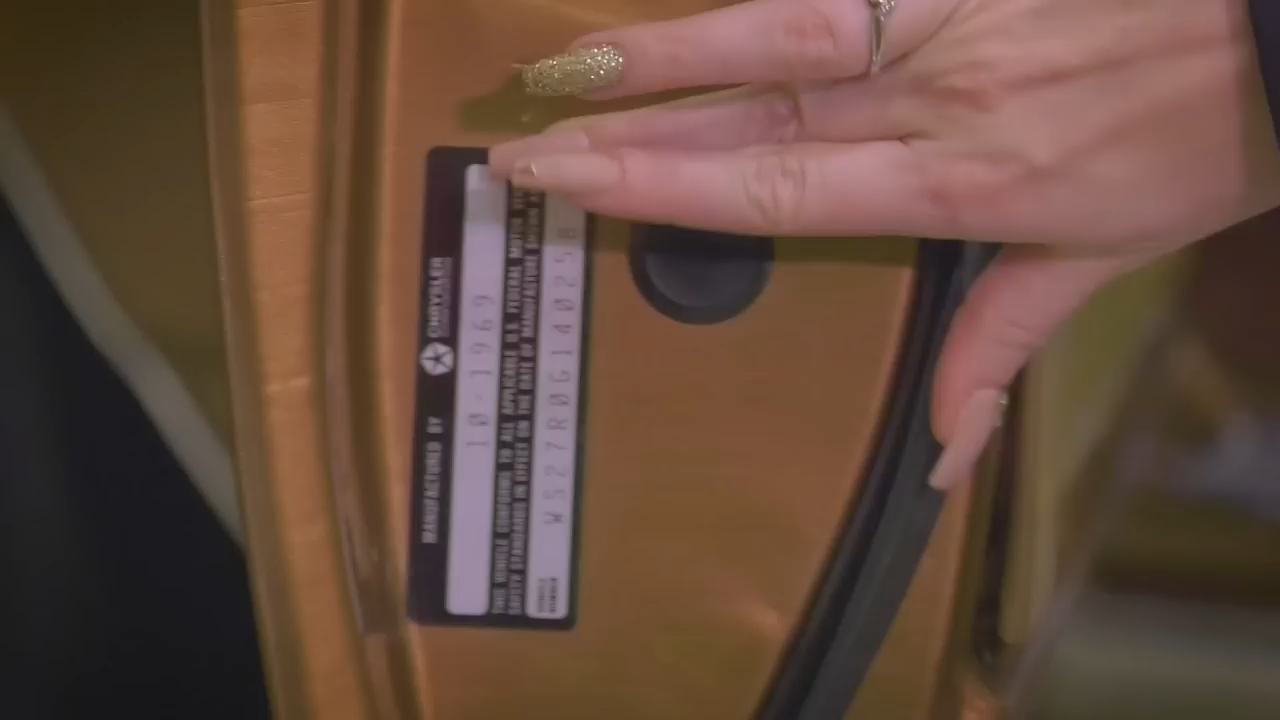 MANUFACTURED BY CHRYSLER
10-1969
THIS VEHICLE CONFORMS TO ALL APPLICABLE U.S. FEDERAL MOTOR
SAFETY STANDARDS IN EFFECT ON THE DATE OF MANUFACTURE SHOWN
WS27R0G140258